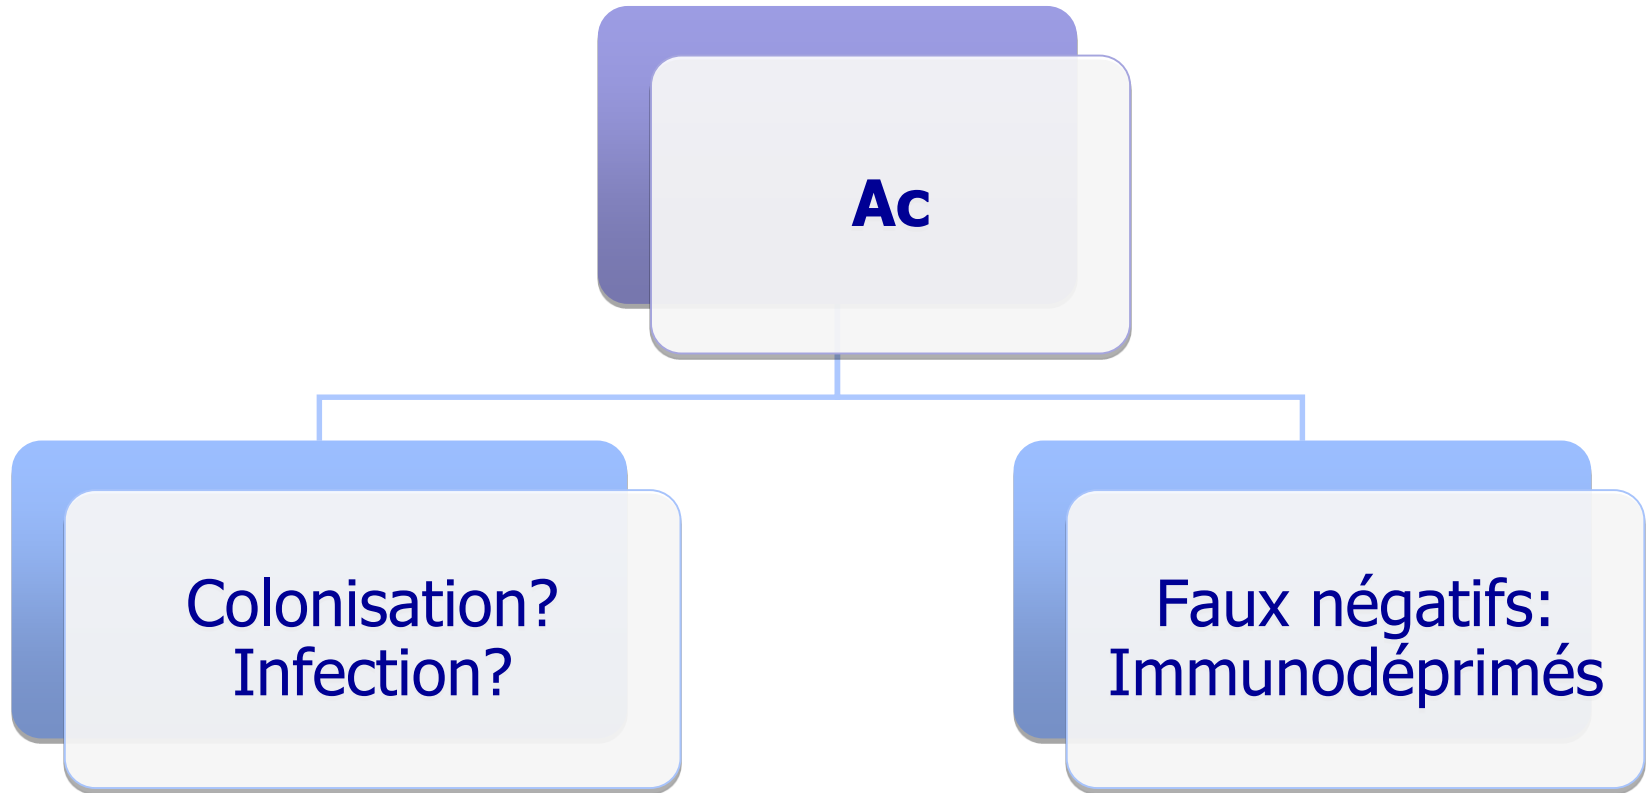 Ac
Colonisation?
Infection?
Faux négatifs:
Immunodéprimés